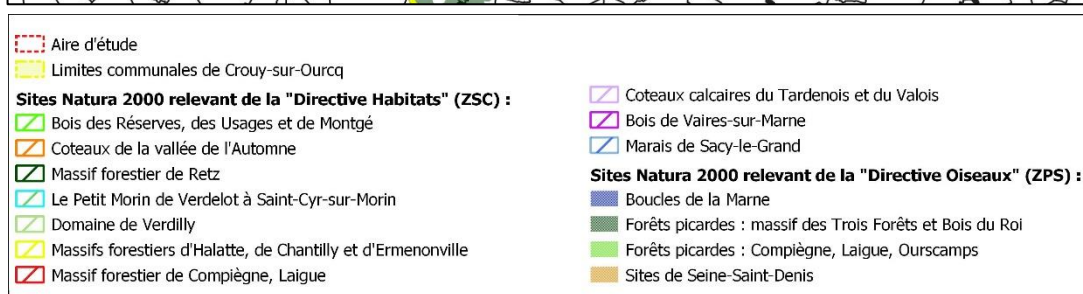 Aire d'étude
Limites communales de Crouy-sur-Ourcq
Sites Natura 2000 relevant de la "Directive Habitats" (ZSC) :
Bois des Réserves, des Usages et de Montgé
Coteaux de la vallée de l'Automne
Massif forestier de Retz
Le Petit Morin de Verdelot à Saint-Cyr-sur-Morin
Domaine de Verdilly
Massifs forestiers d'Halatte, de Chantilly et d'Ermenonville
Massif forestier de Compiègne, Laigue
Coteaux calcaires du Tardenois et du Valois
Bois de Vaires-sur-Marne
Marais de Sacy-le-Grand
Sites Natura 2000 relevant de la "Directive Oiseaux" (ZPS) :
Boucles de la Marne
Forêts picardes : massif des Trois Forêts et Bois du Roi
Forêts picardes : Compiègne, Laigue, Ourscamps
Sites de Seine-Saint-Denis